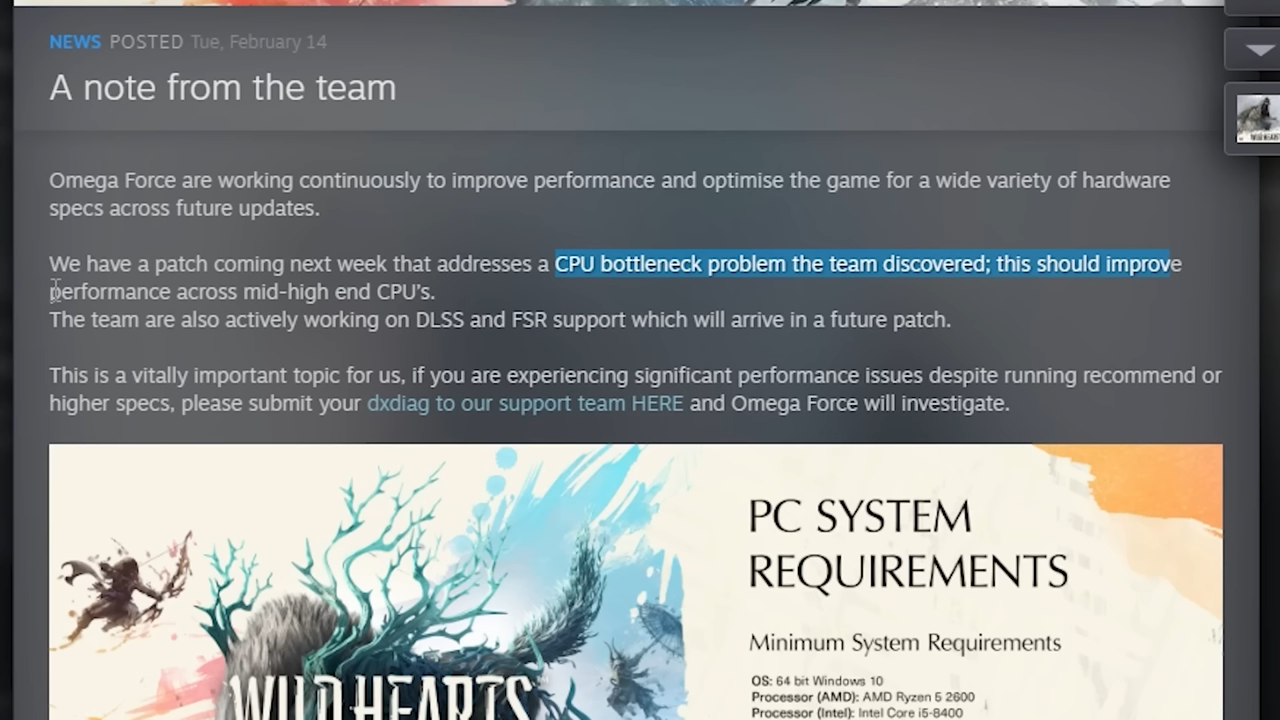 NEWS POSTED Tue, February 14
A note from the team
Omega Force are working continuously to improve performance and optimise the game for a wide variety of hardware
specs across future updates.
We have a patch coming next week that addresses a CPU bottleneck problem the team discovered; this should improve
performance across mid-high end CPU's.
The team are also actively working on DLSS and FSR support which will arrive in a future patch.
This is a vitally important topic for us, if you are experiencing significant performance issues despite running recommend or
higher specs, please submit your dxdiag to our support team HERE and Omega Force will investigate.
PC SYSTEM
REQUIREMENTS
Minimum System Requirements
OS: 64 bit Windows 10
Processor (AMD): AMD Ryzen 5 2600
Processor (Intel): Intel Core i5-8400
WILD HEARTS